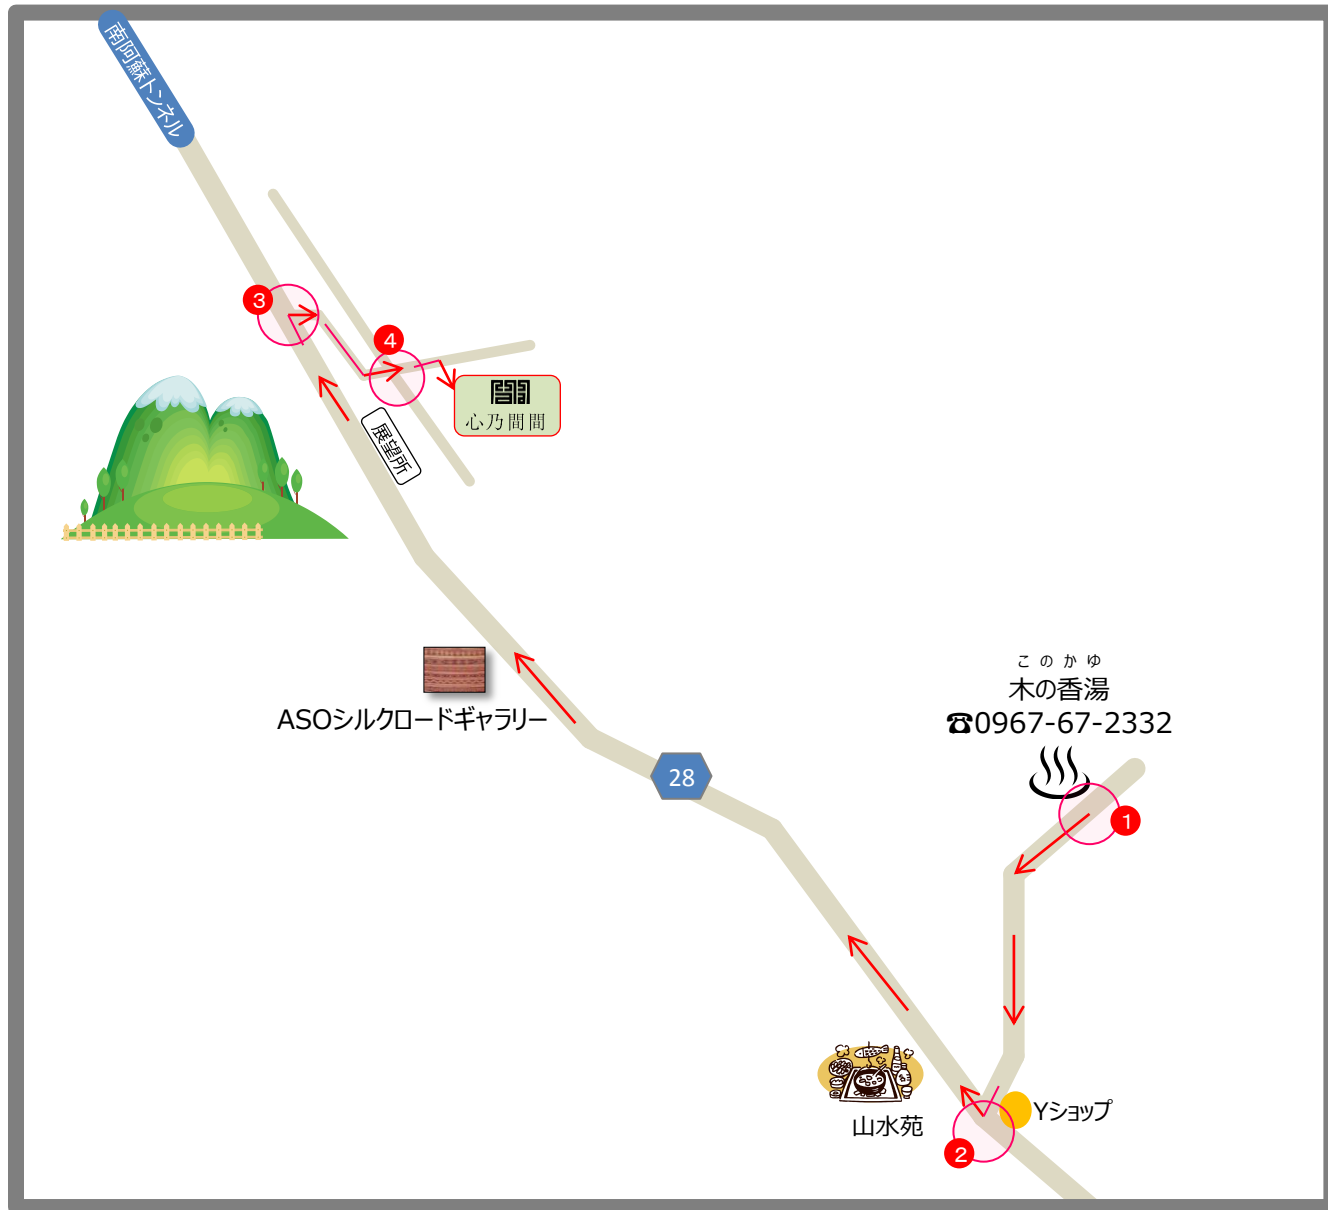 南阿蘇トンネル
3
4
心乃間間
展望所
このかゆ
木の香湯
☎0967-67-2332
ASOシルクロードギャラリー
28
1
山水苑
Yショップ
2